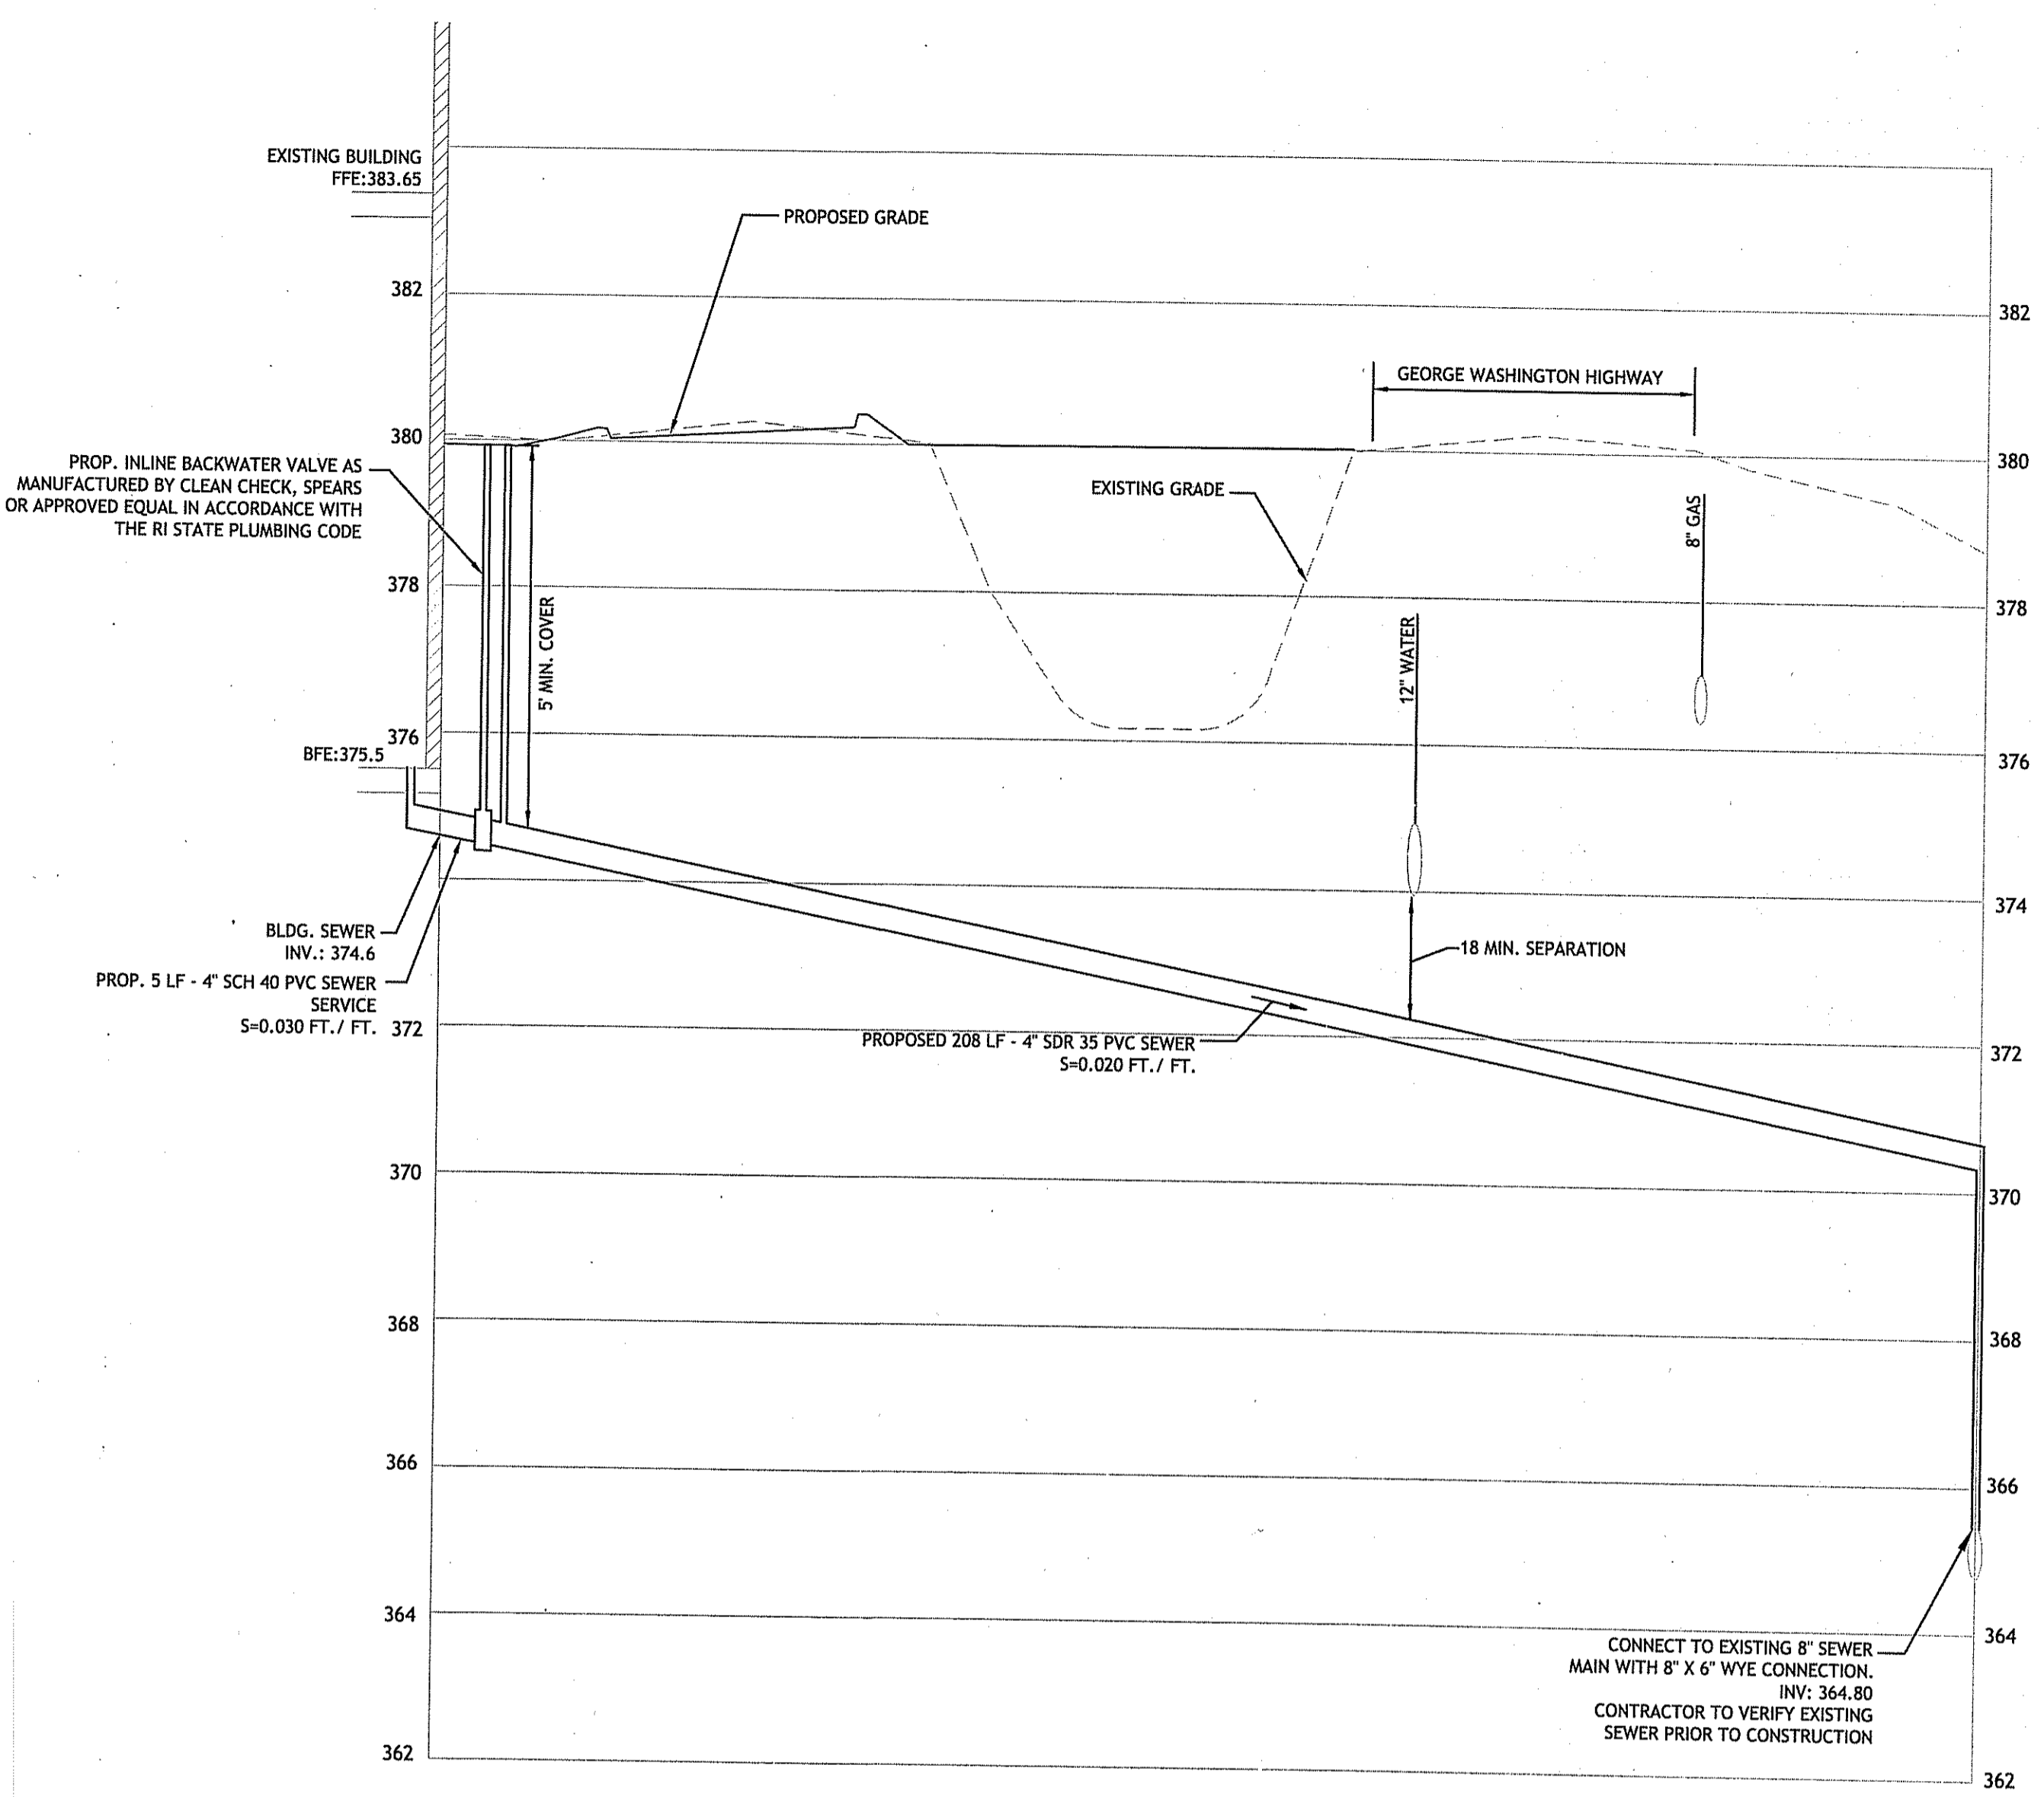 EXISTING BUILDING
FFE:383.65
PROPOSED GRADE
382
382
GEORGE WASHINGTON HIGHWAY
380
380
PROP. INLINE BACKWATER VALVE AS
MANUFACTURED BY CLEAN CHECK, SPEARS
OR APPROVED EQUAL IN ACCORDANCE WITH
THE RI STATE PLUMBING CODE
EXISTING GRADE
8" GAS
378
378
5' MIN. COVER
12" WATER
376
376
BFE:375.5
374
BLDG. SEWER
INV.: 374.6
18 MIN. SEPARATION
PROP. 5 LF - 4" SCH 40 PVC SEWER
SERVICE
S=0.030 FT./ FT.
372
372
PROPOSED 208 LF - 4" SDR 35 PVC SEWER
S=0.020 FT./ FT.
370
370
368
368
366
366
364
364
CONNECT TO EXISTING 8" SEWER
MAIN WITH 8" X 6" WYE CONNECTION.
INV: 364.80
CONTRACTOR TO VERIFY EXISTING
SEWER PRIOR TO CONSTRUCTION
362
362